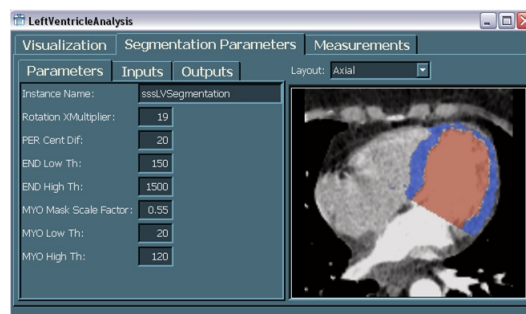 LeftVentricleAnalysis
Visualization Segmentation Parameters Measurements
Parameters Inputs Outputs
Layout: Axial
Instance Name: sssLVSegmentation
Rotation XMultiplier: 19
PER Cent Dif: 20
END Low Th: 150
END High Th: 1500
MYO Mask Scale Factor: 0.55
MYO Low Th: 20
MYO High Th: 120